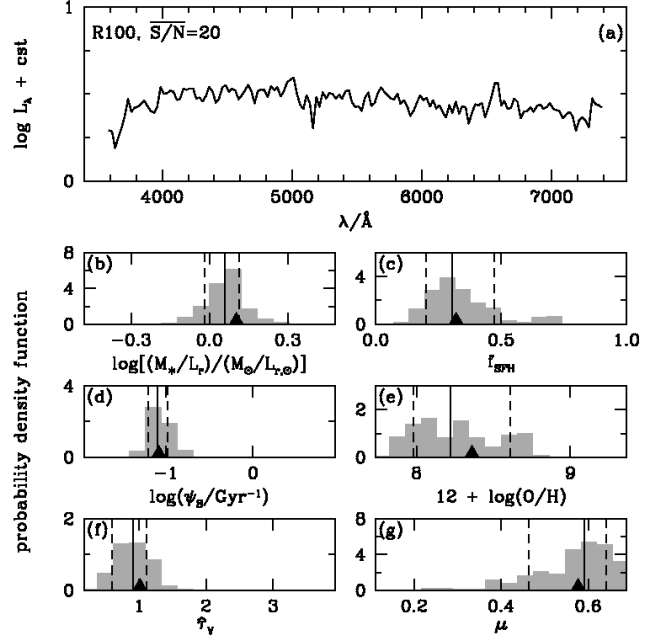 R100, S/N=20
(a)
log L_λ + cst
1
0.5
0
4000 5000 6000 7000
λ/Å
probability density function
(b)
8
4
0
-0.3 0.0 0.3
log[(M_*/L_r)/(M_⊙/L_r,⊙)]
(c)
4
0
0.0 0.5 1.0
f_SFH
(d)
4
2
0
-1 0
log(ψ_S/Gyr⁻¹)
(e)
2
0
8 9
12 + log(O/H)
(f)
2
1
0
1 2 3
τ̂_V
(g)
8
4
0
0.2 0.4 0.6
μ